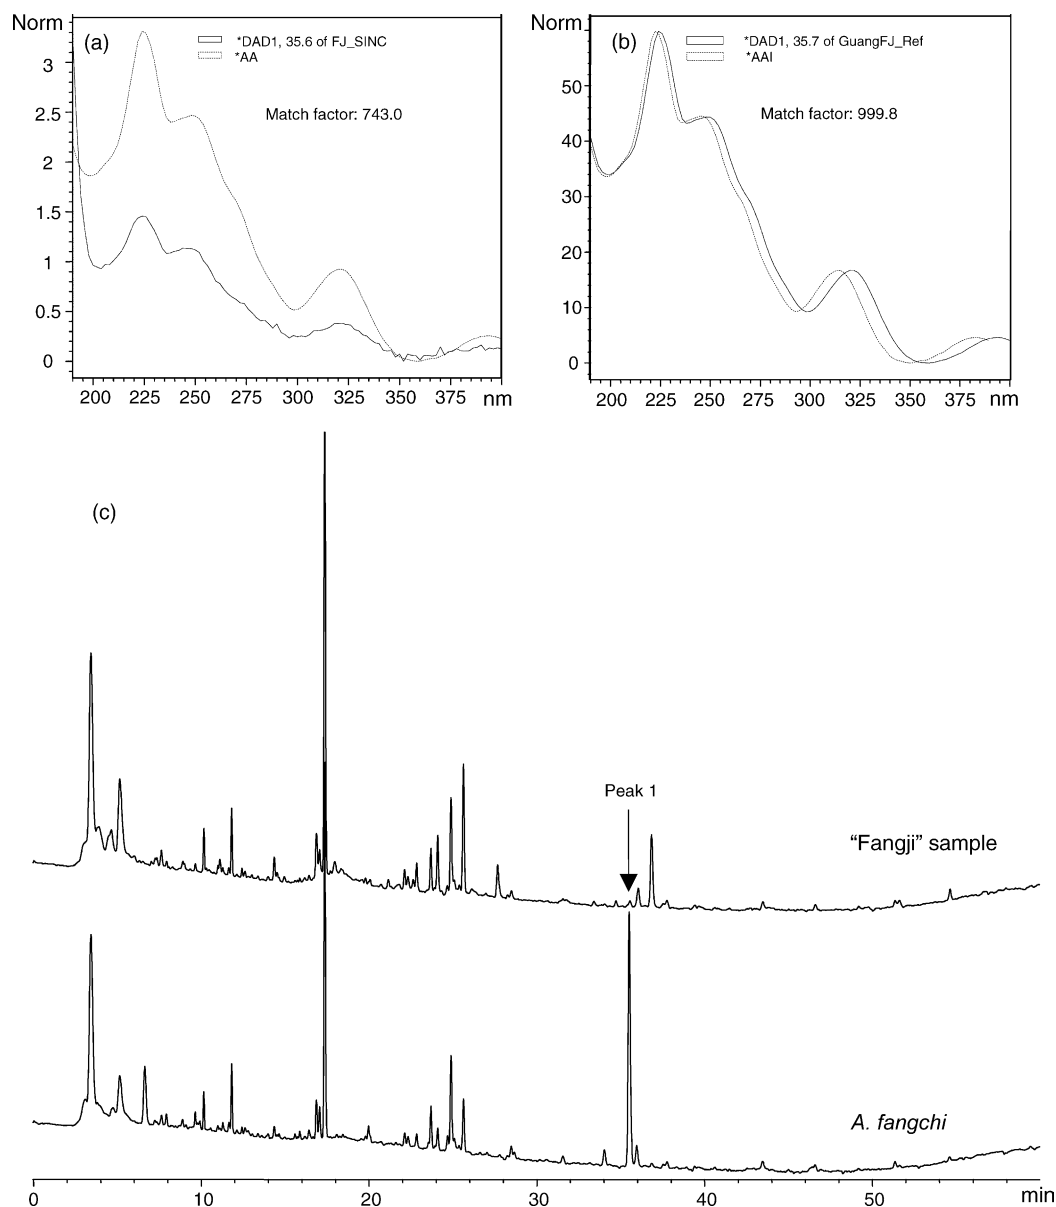 Norm
(a)
*DAD1, 35.6 of FJ_SINC
*AA
Match factor: 743.0
3
2.5
2
1.5
1
0.5
0
200 225 250 275 300 325 350 375 nm
Norm
(b)
*DAD1, 35.7 of GuangFJ_Ref
*AAI
Match factor: 999.8
50
40
30
20
10
0
200 225 250 275 300 325 350 375 nm
(c)
Peak 1
“Fangji” sample
A. fangchi
0 10 20 30 40 50 min